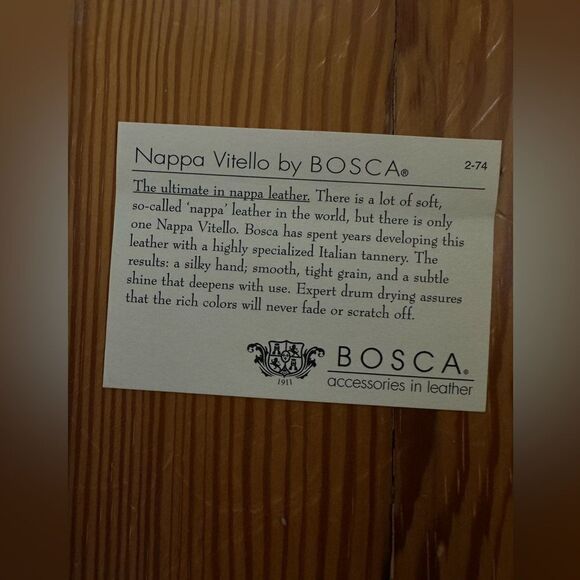 Nappa Vitello by BOSCA®
2-74
The ultimate in nappa leather. There is a lot of soft,
so-called 'nappa' leather in the world, but there is only
one Nappa Vitello. Bosca has spent years developing this
leather with a highly specialized Italian tannery. The
results: a silky hand; smooth, tight grain, and a subtle
shine that deepens with use. Expert drum drying assures
that the rich colors will never fade or scratch off.
1911
BOSCA®
accessories in leather